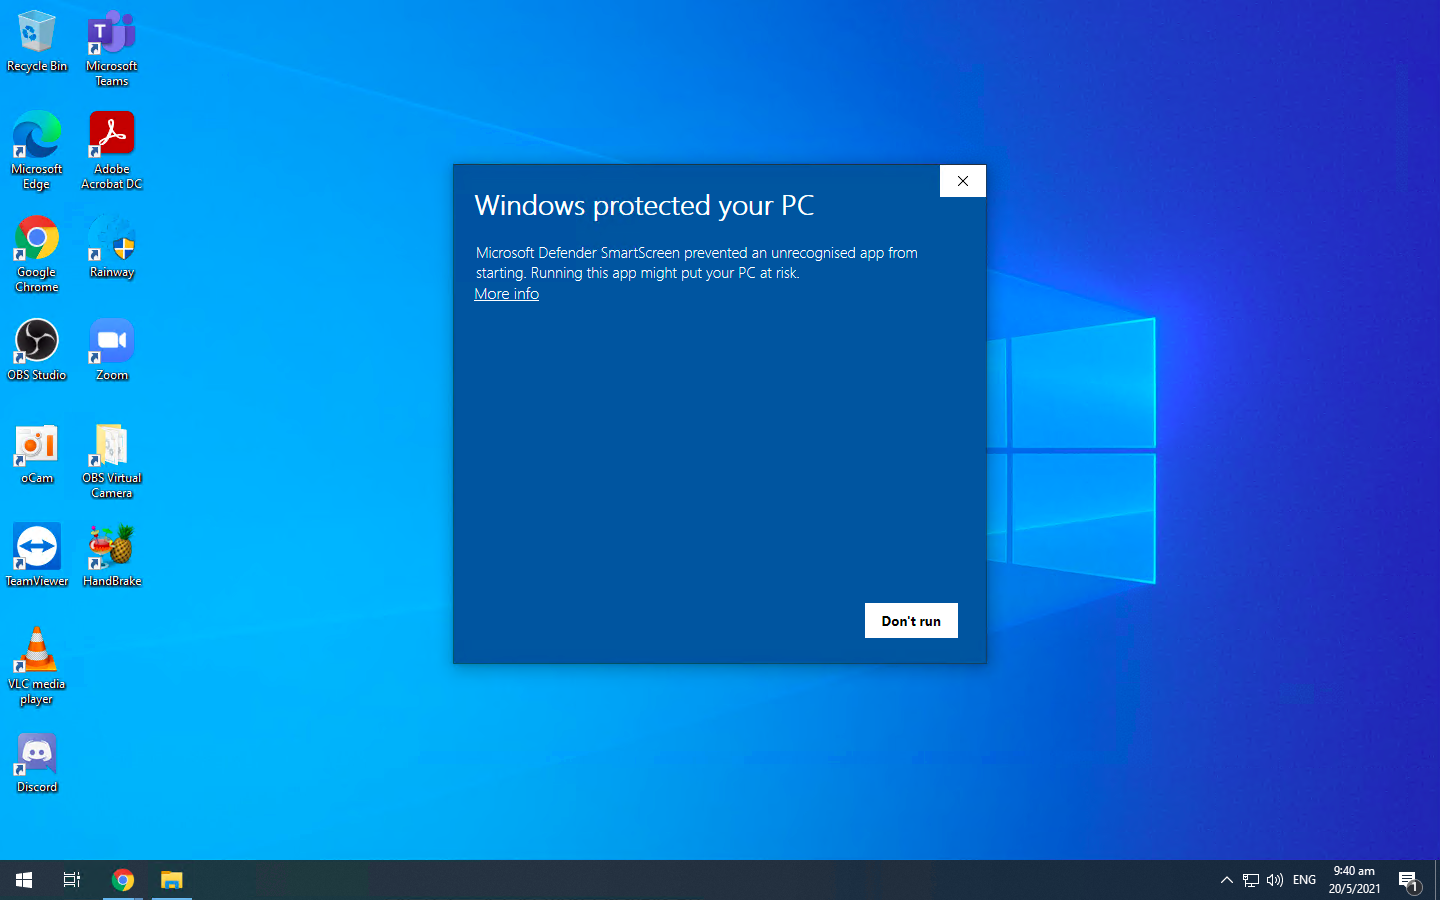 Recycle Bin
Microsoft
Teams
Microsoft
Edge
Adobe
Acrobat DC
Google
Chrome
Rainway
OBS Studio
Zoom
oCam
OBS Virtual
Camera
TeamViewer
HandBrake
VLC media
player
Discord
Windows protected your PC
Microsoft Defender SmartScreen prevented an unrecognised app from
starting. Running this app might put your PC at risk.
More info
Don't run
ENG
9:40 am
20/5/2021
1